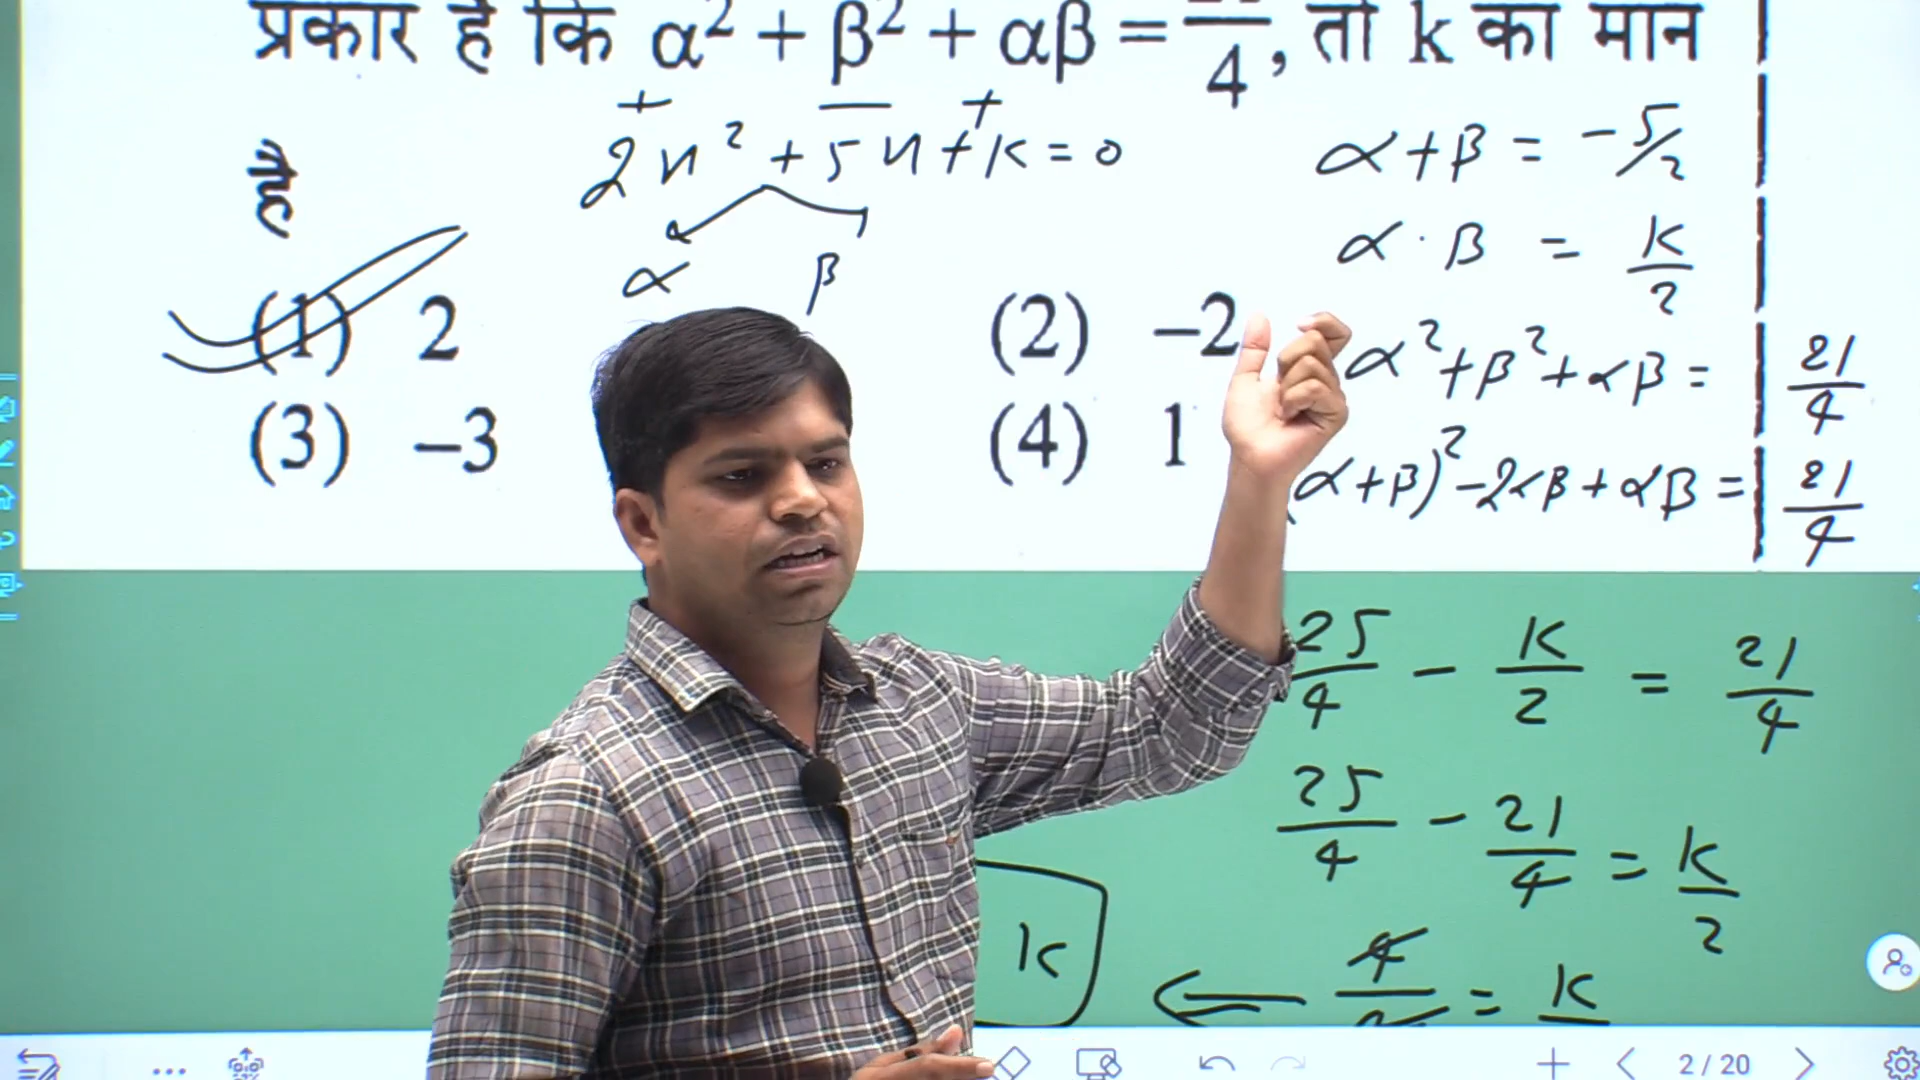 प्रकार है कि α² + β² + αβ = /4, तो k का मान
है
+ +
2x² + 5x + k = 0
α β
(1) 2
(2) -2
(3) -3
(4) 1
α + β = -5/2
α · β = k/2
α² + β² + αβ = 21/4
(α + β)² - 2αβ + αβ = 21/4
25/4 - k/2 = 21/4
25/4 - 21/4 = k/2
4/ = k
k
2 / 20